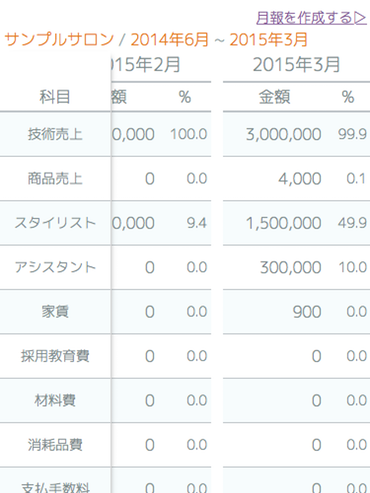 月報を作成する▷
サンプルサロン / 2014年6月 ~ 2015年3月
015年2月 2015年3月
科目 額 % 金額 %
技術売上 0,000 100.0 3,000,000 99.9
商品売上 0 0.0 4,000 0.1
スタイリスト 0,000 9.4 1,500,000 49.9
アシスタント 0 0.0 300,000 10.0
家賃 0 0.0 900 0.0
採用教育費 0 0.0 0 0.0
材料費 0 0.0 0 0.0
消耗品費 0 0.0 0 0.0
支払手数料 0 0.0 0 0.0